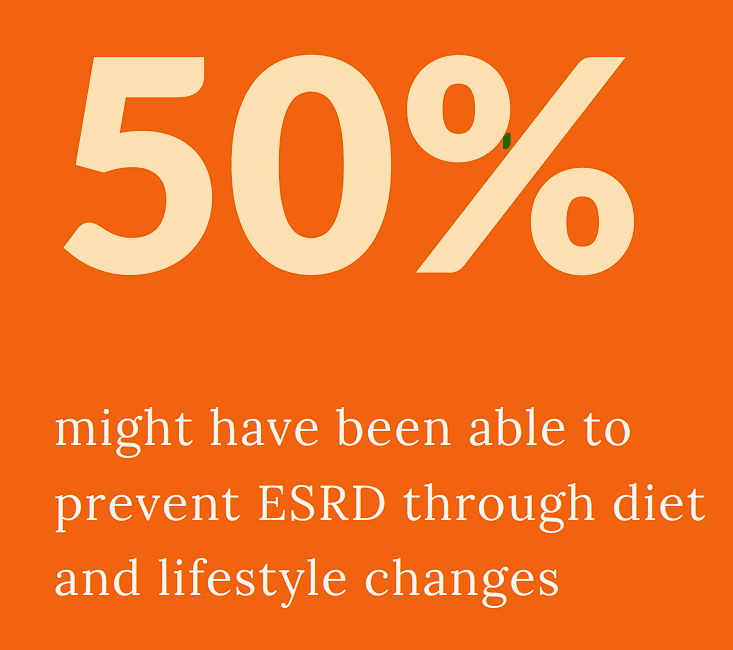 50%
might have been able to
prevent ESRD through diet
and lifestyle changes